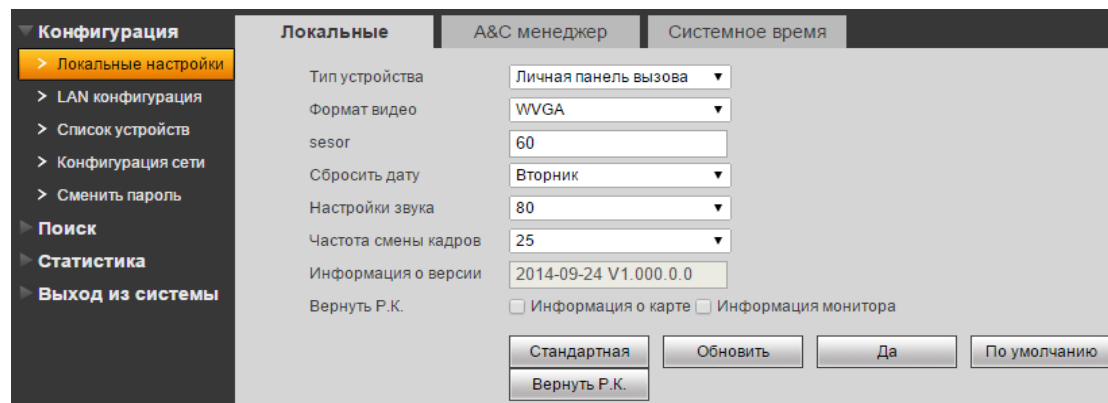 Конфигурация
> Локальные настройки
> LAN конфигурация
> Список устройств
> Конфигурация сети
> Сменить пароль
Поиск
Статистика
Выход из системы
Локальные A&C менеджер Системное время
Тип устройства Личная панель вызова
Формат видео WVGA
sesor 60
Сбросить дату Вторник
Настройки звука 80
Частота смены кадров 25
Информация о версии 2014-09-24 V1.000.0.0
Вернуть Р.К. Информация о карте Информация монитора
Стандартная Обновить Да По умолчанию
Вернуть Р.К.